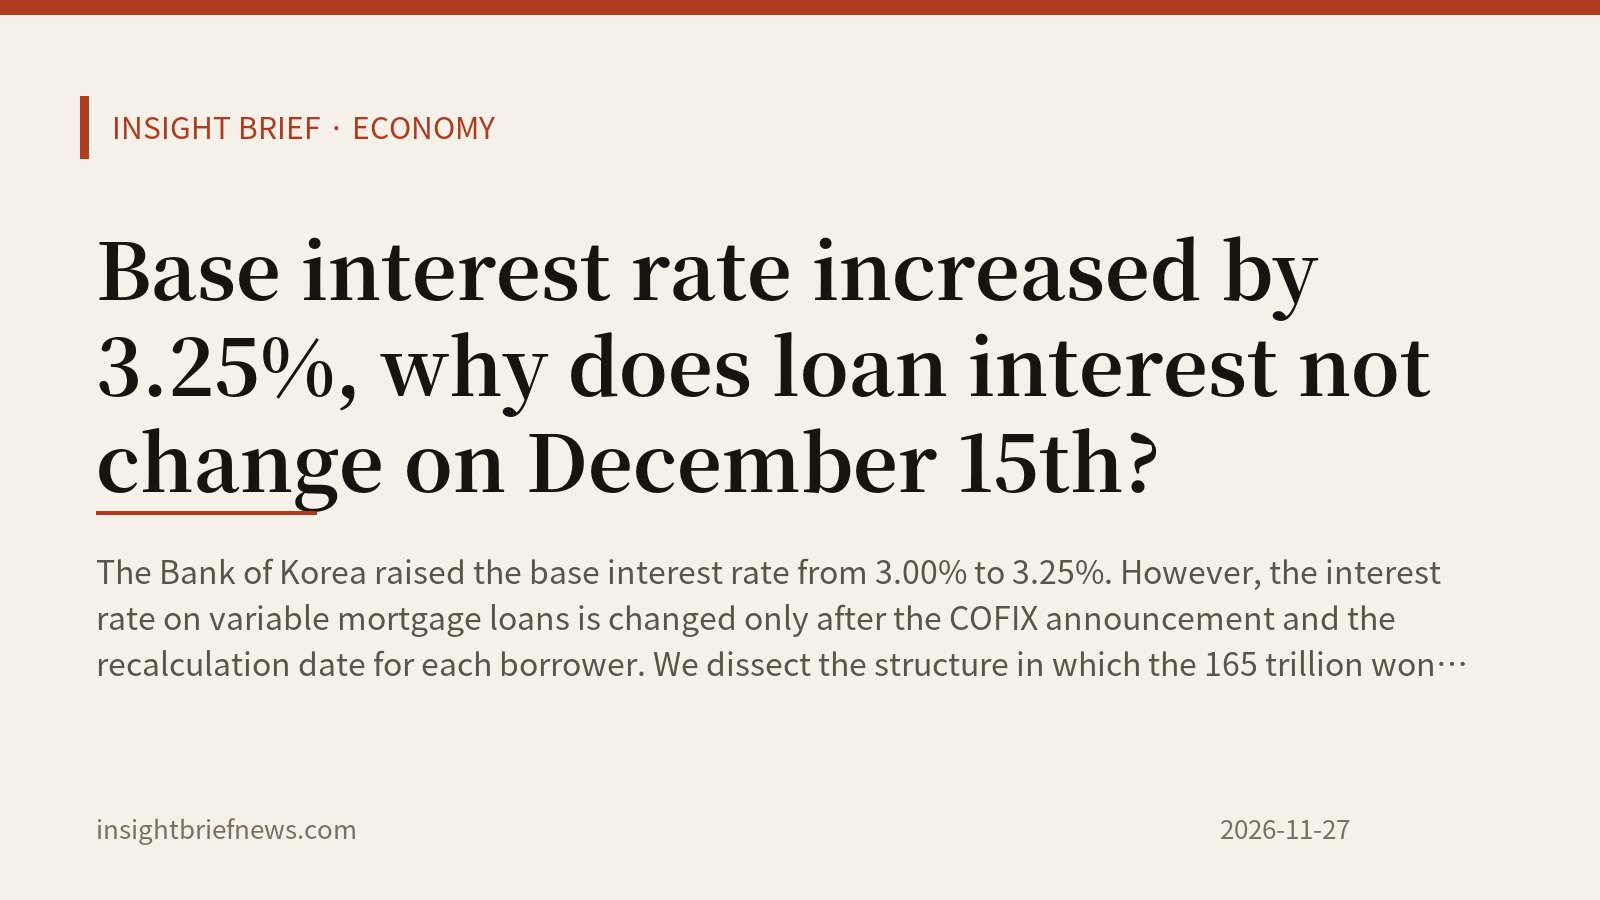 INSIGHT BRIEF · ECONOMY
Base interest rate increased by
3.25%, why does loan interest not
change on December 15th?
The Bank of Korea raised the base interest rate from 3.00% to 3.25%. However, the interest
rate on variable mortgage loans is changed only after the COFIX announcement and the
recalculation date for each borrower. We dissect the structure in which the 165 trillion won⋯
insightbriefnews.com
2026-11-27